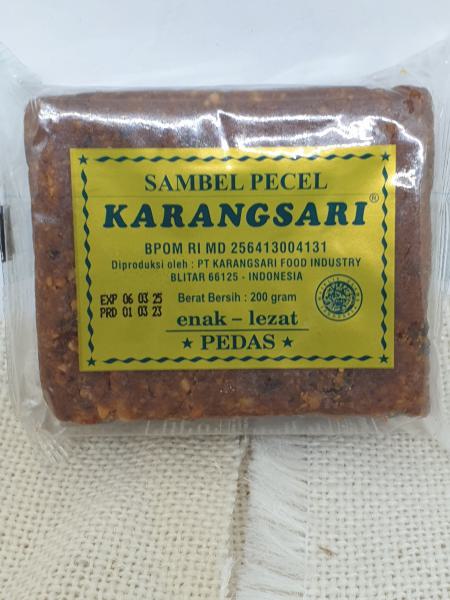 SAMBEL PECEL
KARANGSARI®
BPOM RI MD 256413004131
Diproduksi oleh : PT KARANGSARI FOOD INDUSTRY
BLITAR 66125 - INDONESIA
EXP 06 03 25
PRD 01 03 23
Berat Bersih : 200 gram
enak – lezat
★ PEDAS ★